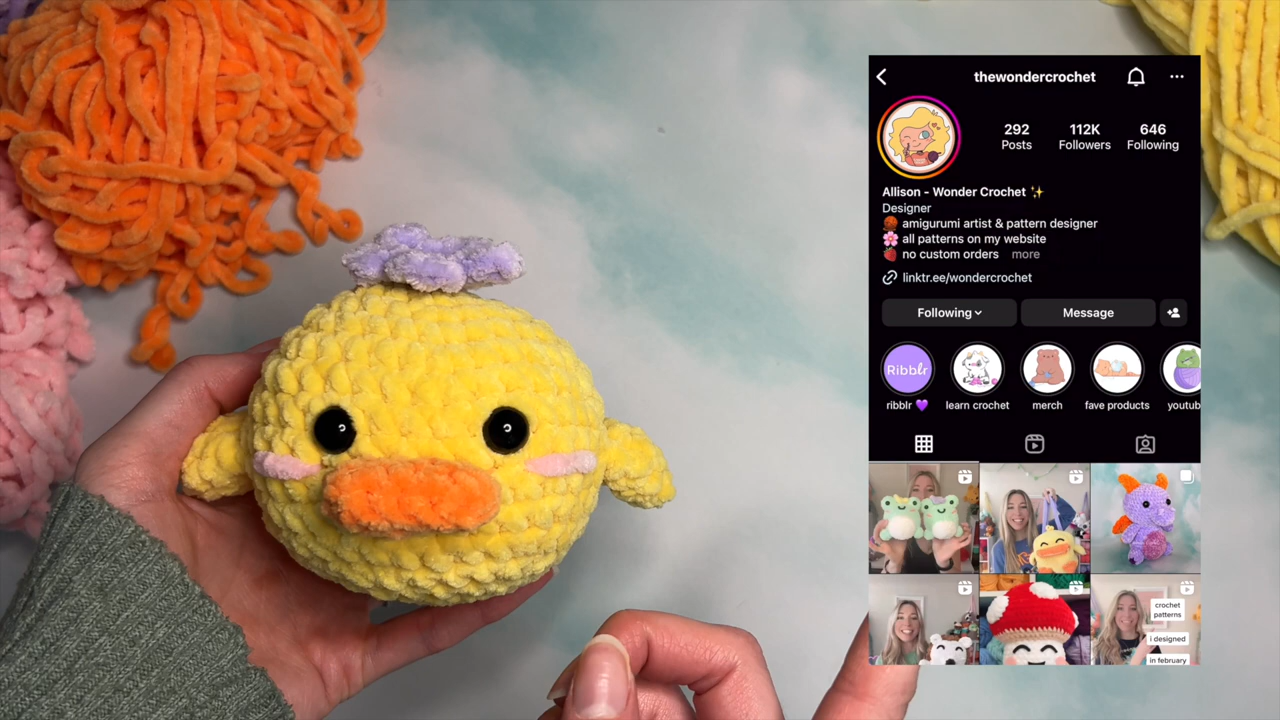 thewondercrochet
292 112K 646
Posts Followers Following
Allison - Wonder Crochet ✨
Designer
🧶 amigurumi artist & pattern designer
🌸 all patterns on my website
🍓 no custom orders more
linktr.ee/wondercrochet
Following Message
Ribblr
ribblr 💜 learn crochet merch fave products youtub
crochet
patterns
i designed
in february